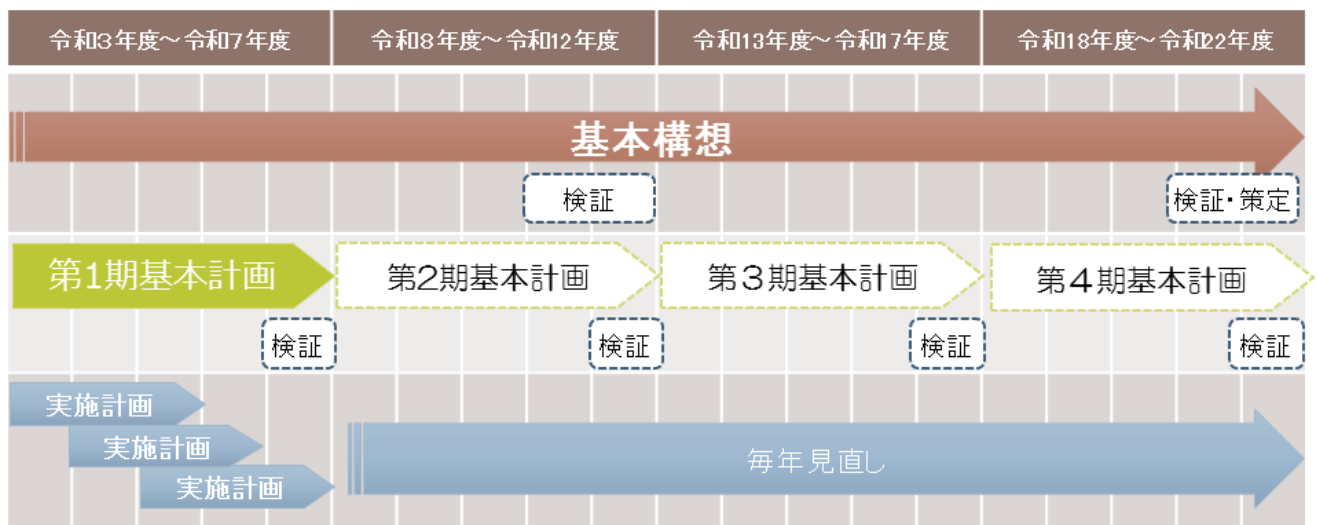 令和3年度～令和7年度
令和8年度～令和12年度
令和13年度～令和17年度
令和18年度～令和22年度
基本構想
検証
検証・策定
第1期基本計画
第2期基本計画
第３期基本計画
第４期基本計画
検証
検証
検証
検証
実施計画
実施計画
実施計画
毎年見直し